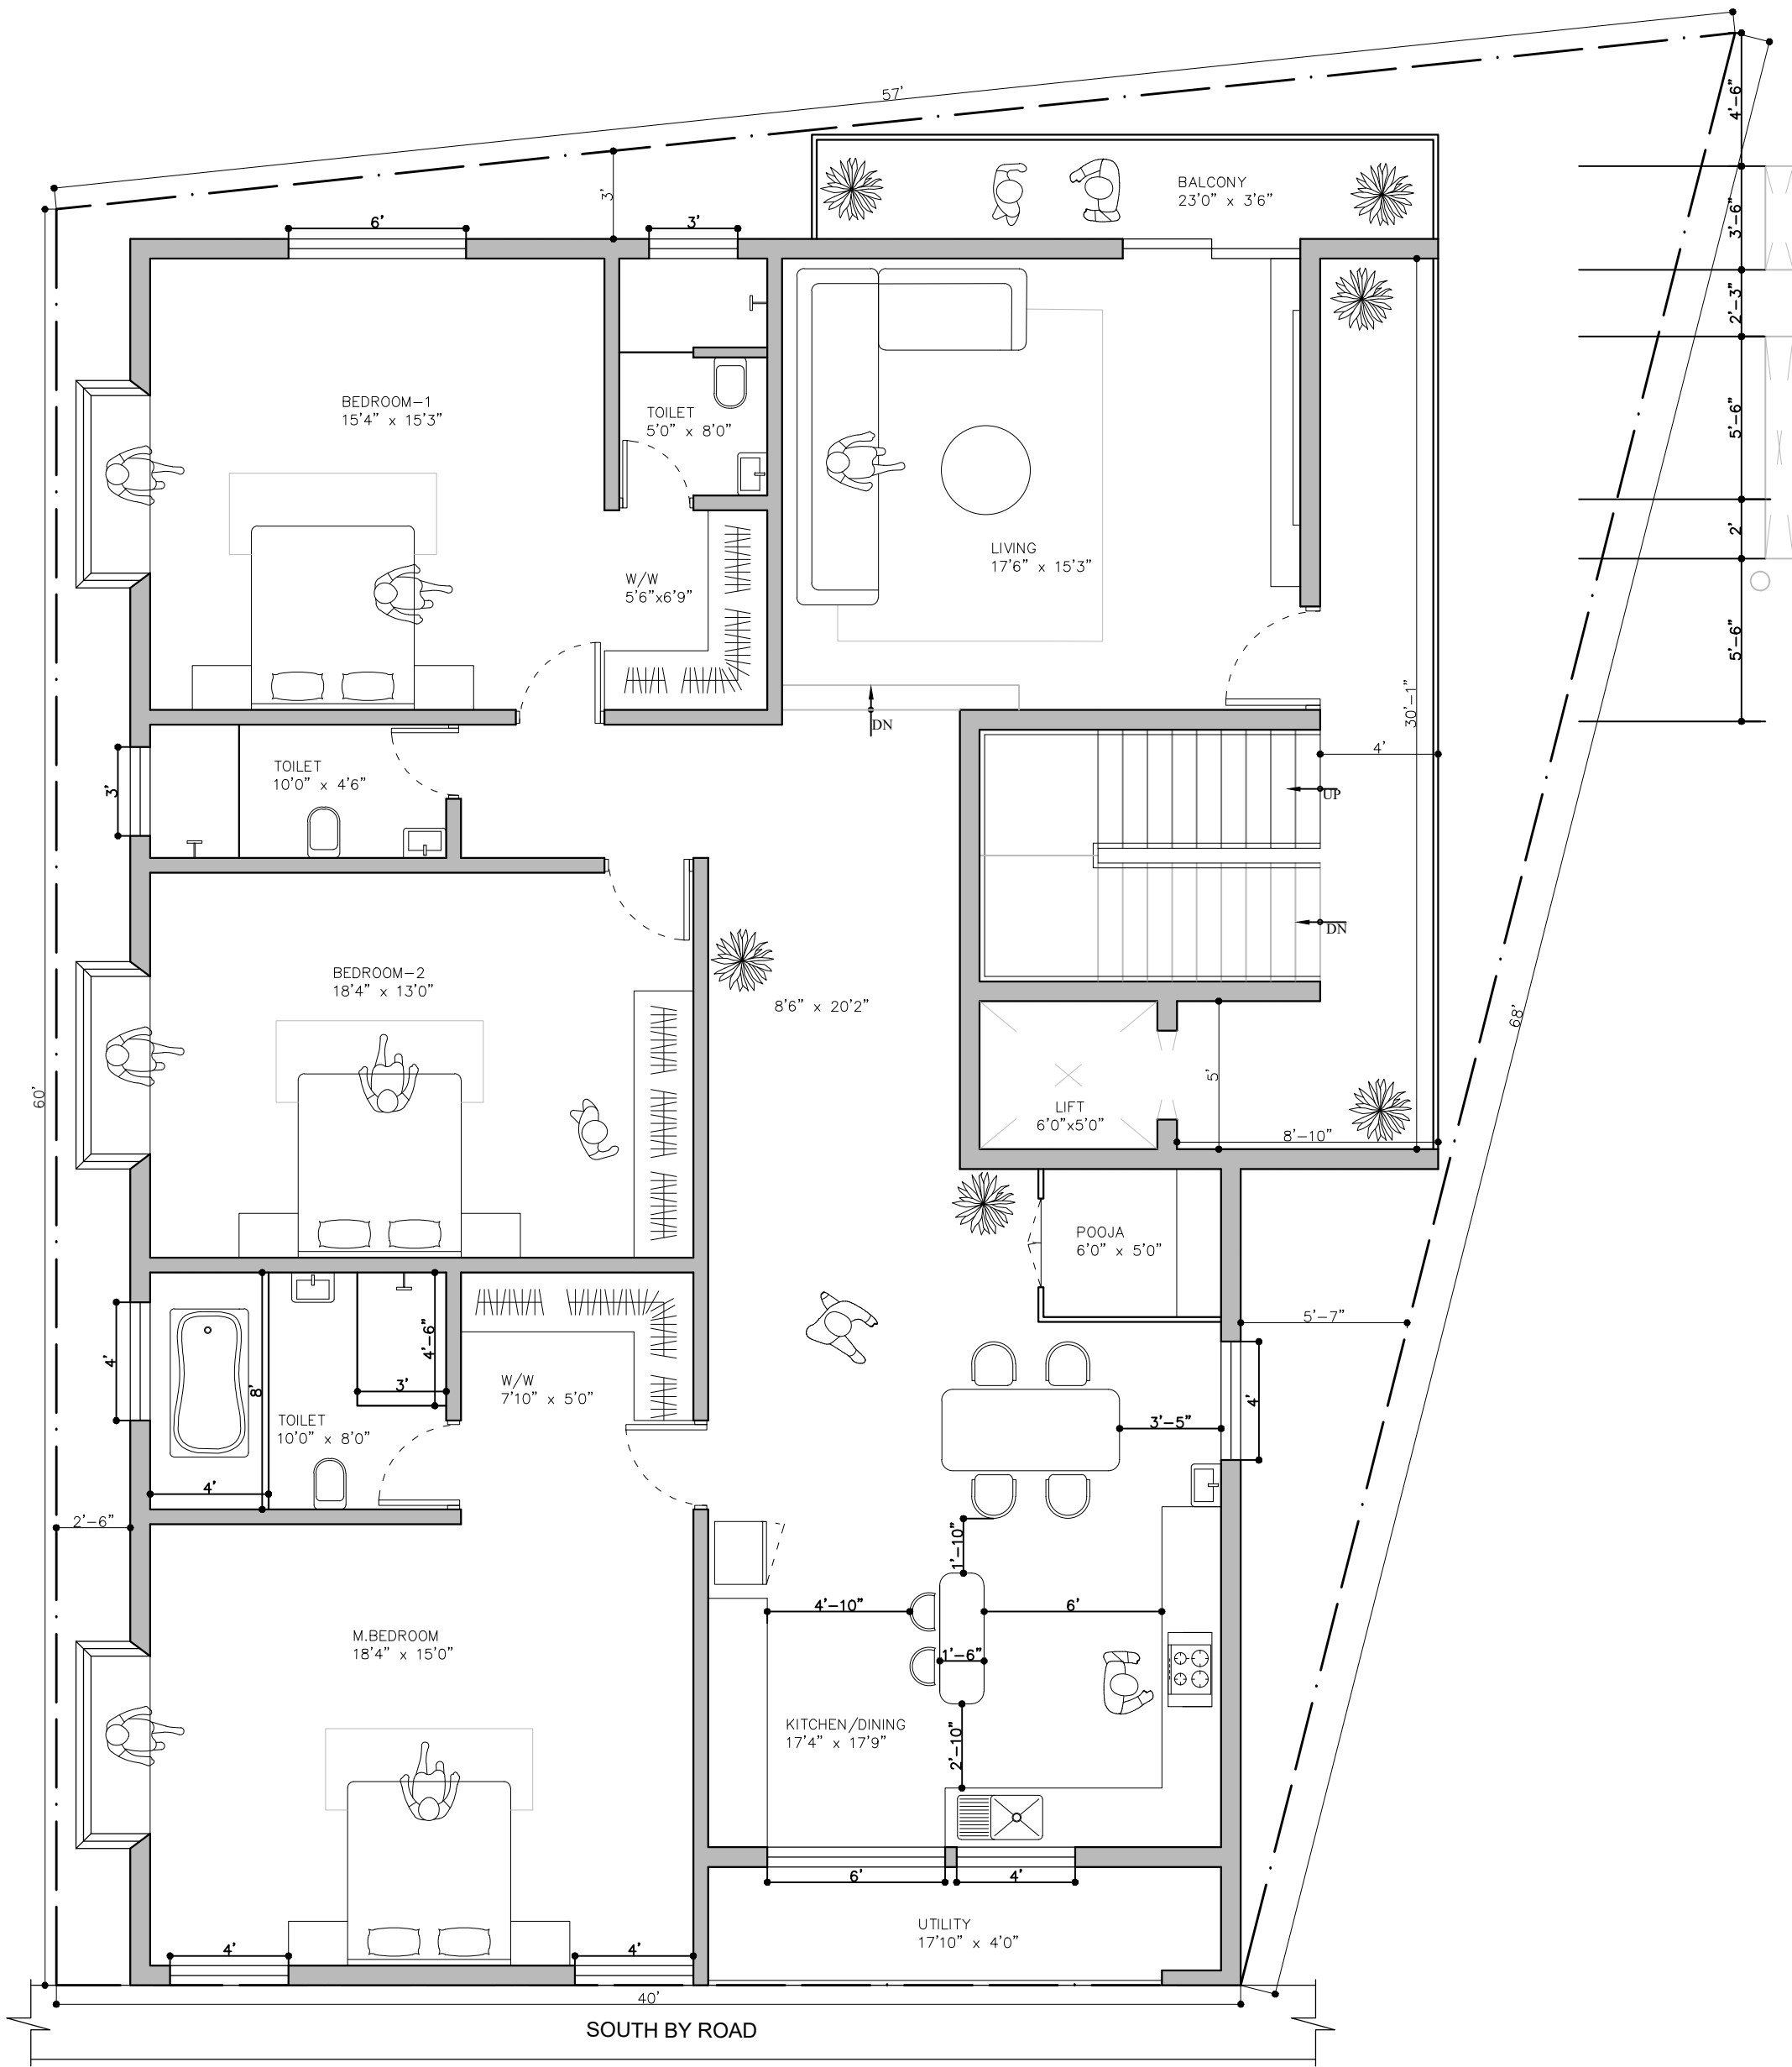 57'
4'-6"
3'
6'
3'
BALCONY
23'0" x 3'6"
3'-6"
2'-3"
BEDROOM-1
15'4" x 15'3"
TOILET
5'0" x 8'0"
5'-6"
LIVING
17'6" x 15'3"
2'
W/W
5'6"x6'9"
5'-6"
30'-1"
DN
4'
TOILET
10'0" x 4'6"
3'
UP
DN
BEDROOM-2
18'4" x 13'0"
8'6" x 20'2"
68'
60'
5'
LIFT
6'0"x5'0"
8'-10"
POOJA
6'0" x 5'0"
5'-7"
4'-6"
4'
8'
3'
W/W
7'10" x 5'0"
4'
TOILET
10'0" x 8'0"
3'-5"
4'
2'-6"
1'-10"
4'-10"
6'
M.BEDROOM
18'4" x 15'0"
1'-6"
KITCHEN/DINING
17'4" x 17'9"
2'-10"
6'
4'
UTILITY
17'10" x 4'0"
4'
4'
40'
SOUTH BY ROAD